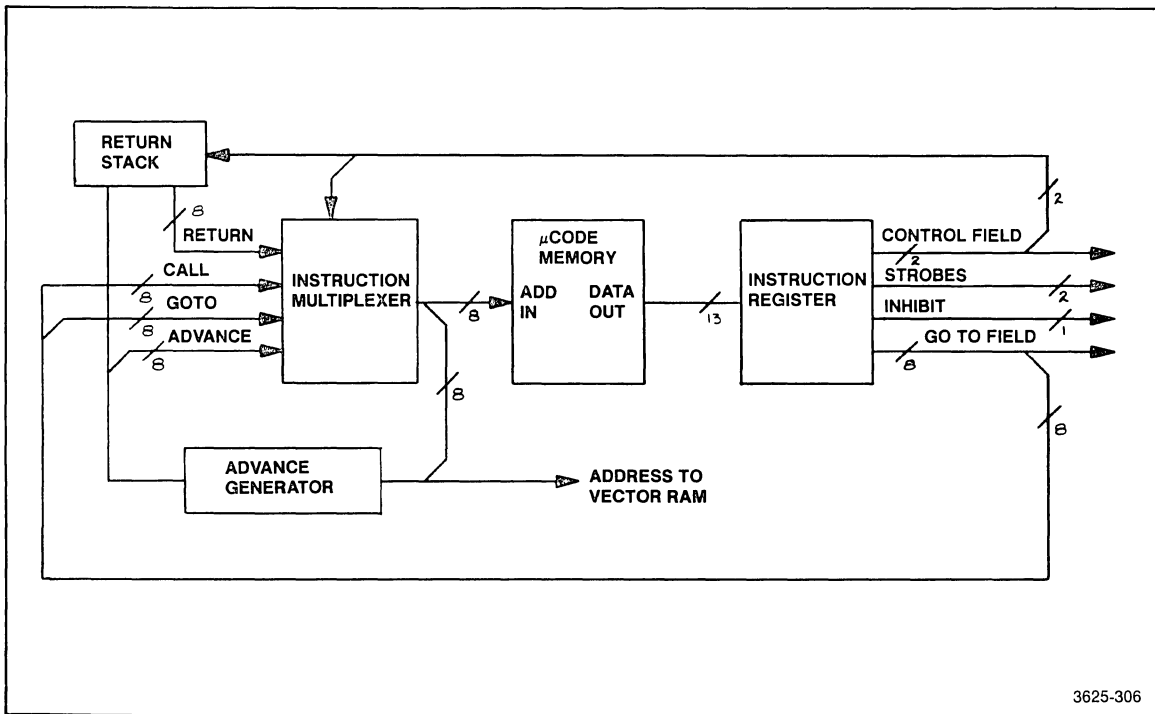 RETURN
STACK
8
RETURN
CALL
8
GOTO
8
ADVANCE
8
INSTRUCTION
MULTIPLEXER
8
8
µCODE
MEMORY
ADD
IN
DATA
OUT
13
INSTRUCTION
REGISTER
2
CONTROL FIELD
2
STROBES
2
INHIBIT
1
GO TO FIELD
8
8
ADVANCE
GENERATOR
ADDRESS TO
VECTOR RAM
3625-306